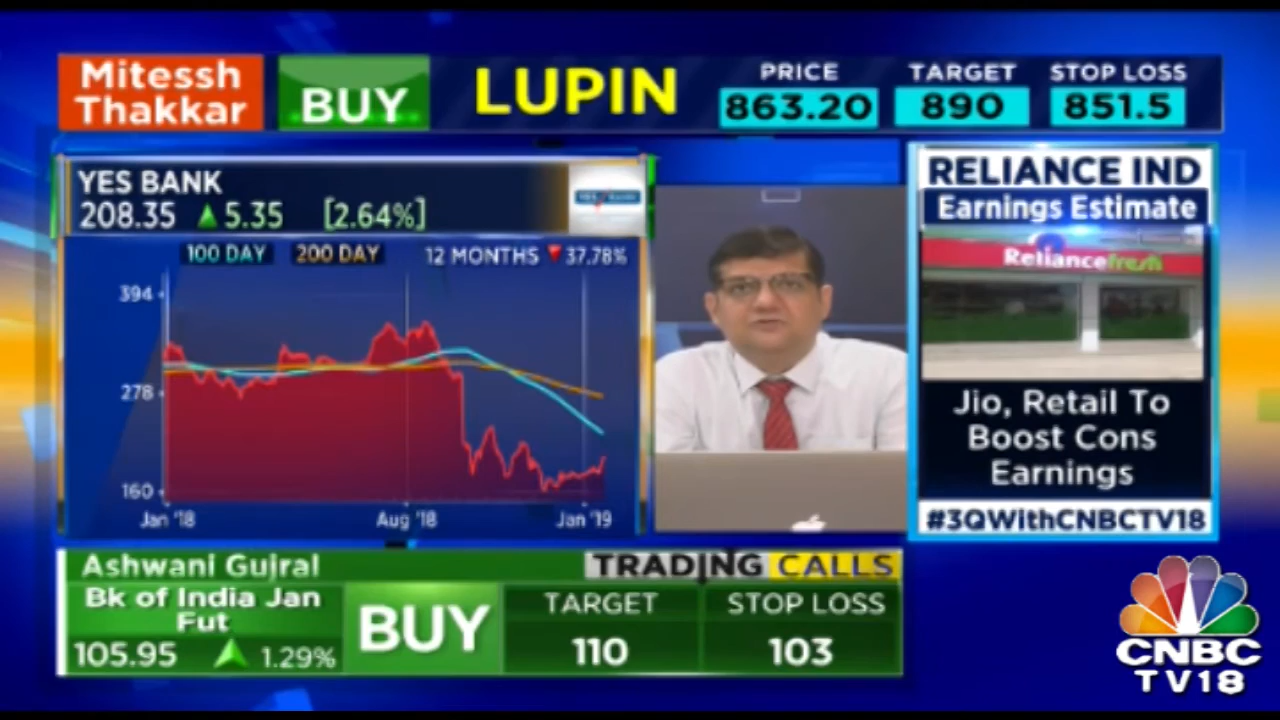 Mitessh
Thakkar
BUY
LUPIN
PRICE
863.20
TARGET
890
STOP LOSS
851.5
YES BANK
208.35 ▲ 5.35 [2.64%]
YES BANK
100 DAY 200 DAY 12 MONTHS ▼ 37.78%
394
278
160
Jan '18 Aug '18 Jan '19
RELIANCE IND
Earnings Estimate
Reliancefresh
Jio, Retail To
Boost Cons
Earnings
#3QWithCNBCTV18
Ashwani Gujral
TRADING CALLS
Bk of India Jan
Fut
105.95 ▲ 1.29%
BUY
TARGET
110
STOP LOSS
103
CNBC
TV18